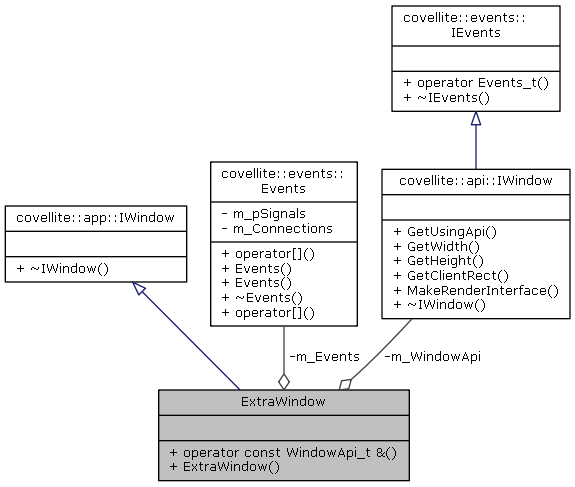 covellite::events::
IEvents
+ operator Events_t()
+ ~IEvents()
covellite::events::
Events
- m_pSignals
- m_Connections
+ operator[]()
+ Events()
+ Events()
+ ~Events()
+ operator[]()
covellite::api::IWindow
+ GetUsingApi()
+ GetWidth()
+ GetHeight()
+ GetClientRect()
+ MakeRenderInterface()
+ ~IWindow()
covellite::app::IWindow
+ ~IWindow()
-m_Events
-m_WindowApi
ExtraWindow
+ operator const WindowApi_t &()
+ ExtraWindow()